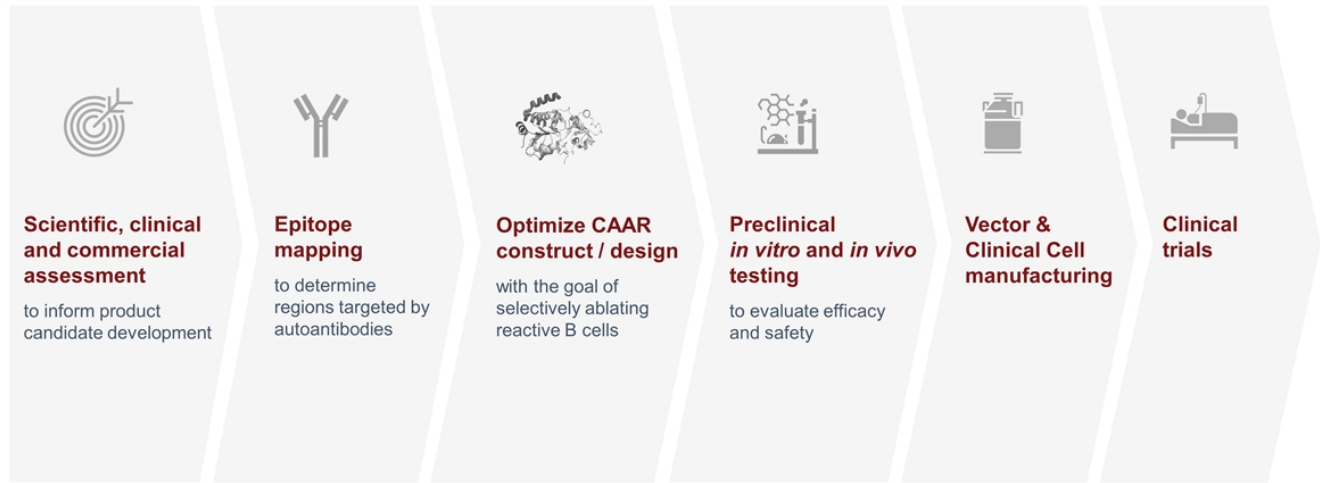 Scientific, clinical
and commercial
assessment
to inform product
candidate development
Epitope
mapping
to determine
regions targeted by
autoantibodies
Optimize CAAR
construct / design
with the goal of
selectively ablating
reactive B cells
Preclinical
in vitro and in vivo
testing
to evaluate efficacy
and safety
Vector &
Clinical Cell
manufacturing
Clinical
trials